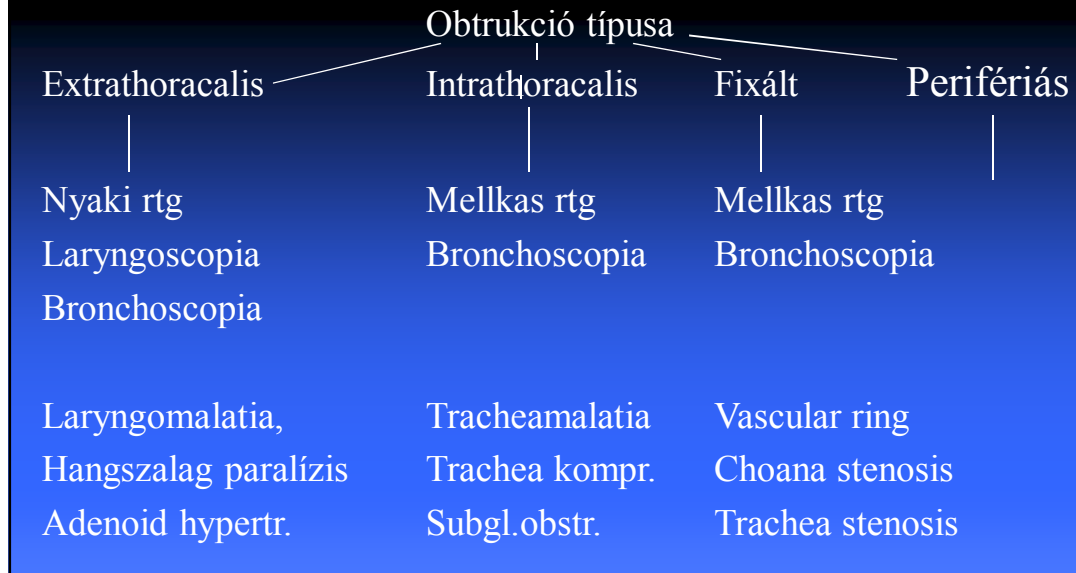 Obtrukció típusa
Extrathoracalis Intrathoracalis Fixált Perifériás
Nyaki rtg Mellkas rtg Mellkas rtg
Laryngoscopia Bronchoscopia Bronchoscopia
Bronchoscopia
Laryngomalatia, Tracheamalatia Vascular ring
Hangszalag paralízis Trachea kompr. Choana stenosis
Adenoid hypertr. Subgl.obstr. Trachea stenosis